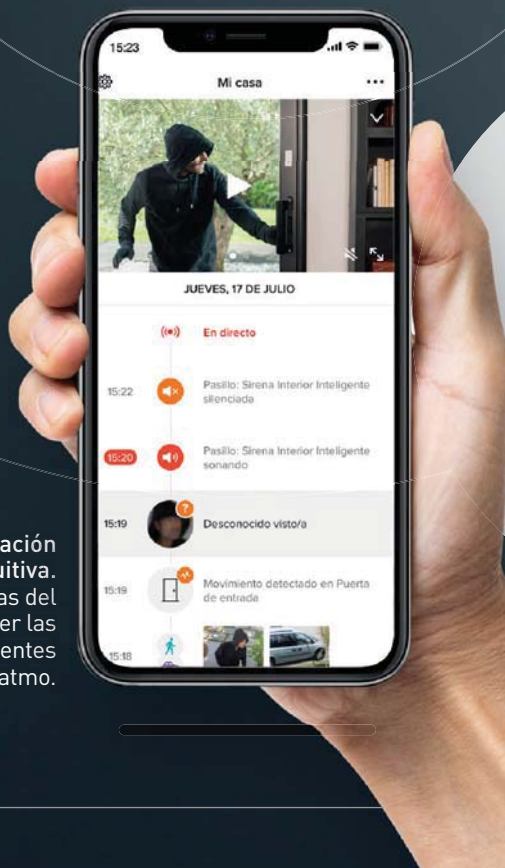 15:23
Mi casa
JUEVES, 17 DE JULIO
En directo
15:22
Pasillo: Sirena Interior Inteligente
silenciada
15:20
Pasillo: Sirena Interior Inteligente
sonando
15:19
Desconocido visto/a
?
15:19
Movimiento detectado en Puerta
de entrada
15:18
ación
uitiva.
as del
er las
entes
atmo.